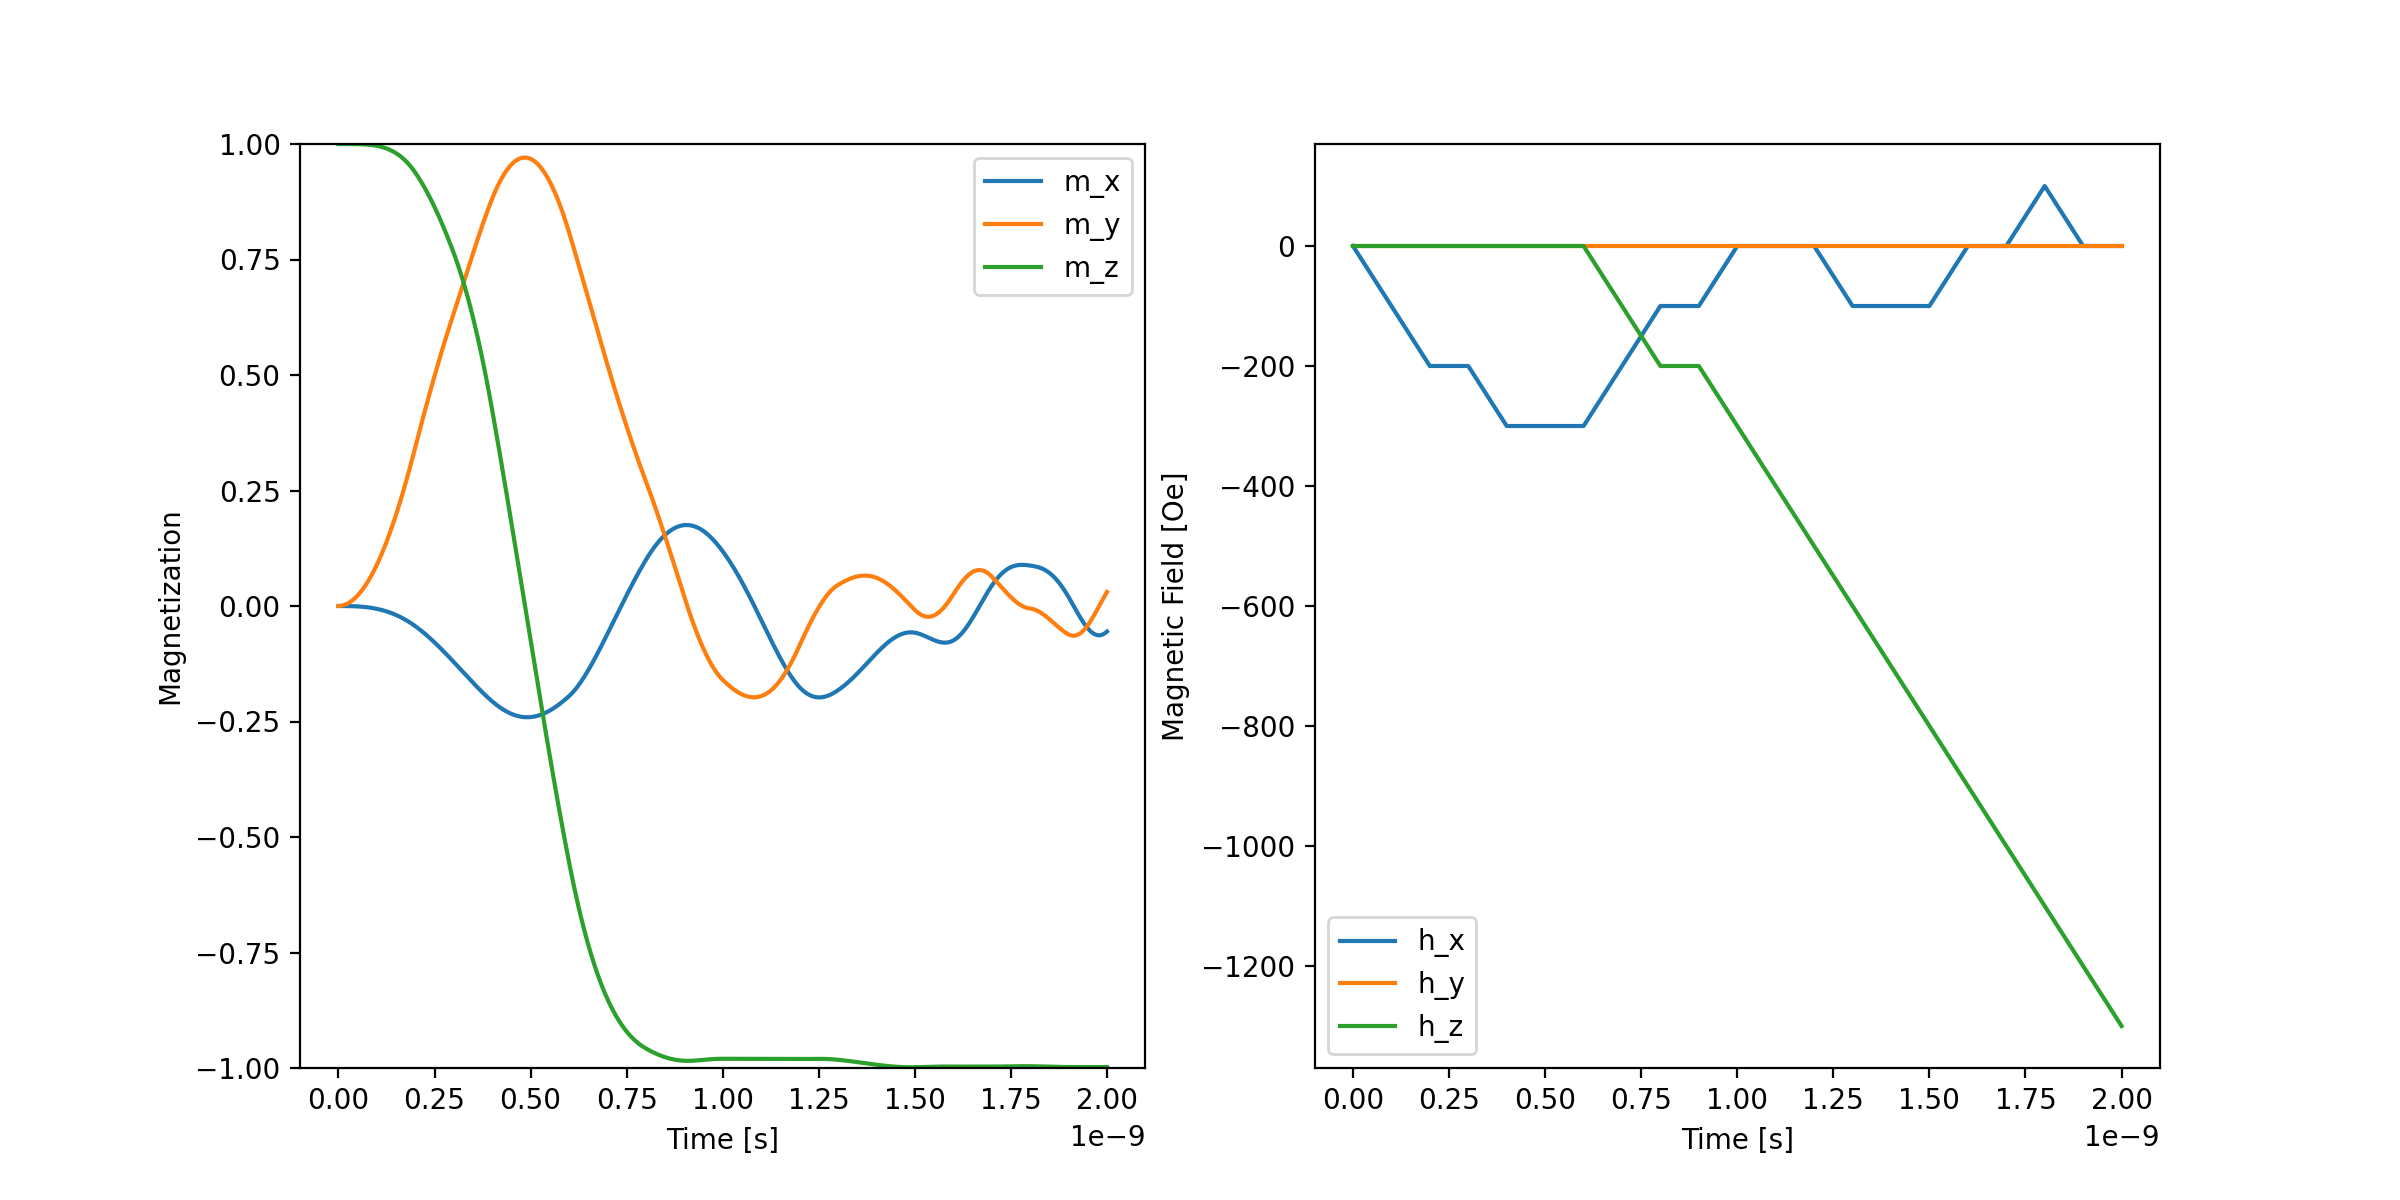 1.00
0.75
0.50
0.25
0.00
−0.25
−0.50
−0.75
−1.00
Magnetization
0.00 0.25 0.50 0.75 1.00 1.25 1.50 1.75 2.00
Time [s]
1e−9
m_x
m_y
m_z
0
−200
−400
−600
−800
−1000
−1200
Magnetic Field [Oe]
h_x
h_y
h_z
0.00 0.25 0.50 0.75 1.00 1.25 1.50 1.75 2.00
Time [s]
1e−9